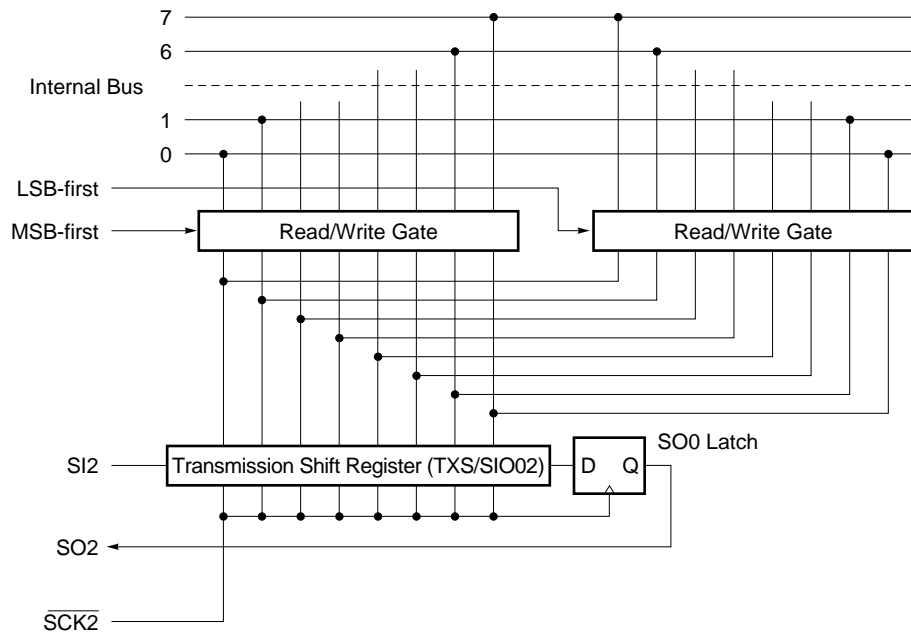 7
6
Internal Bus
1
0
LSB-first
MSB-first
Read/Write Gate
Read/Write Gate
SO0 Latch
SI2
Transmission Shift Register (TXS/SIO02)
D
Q
SO2
SCK2